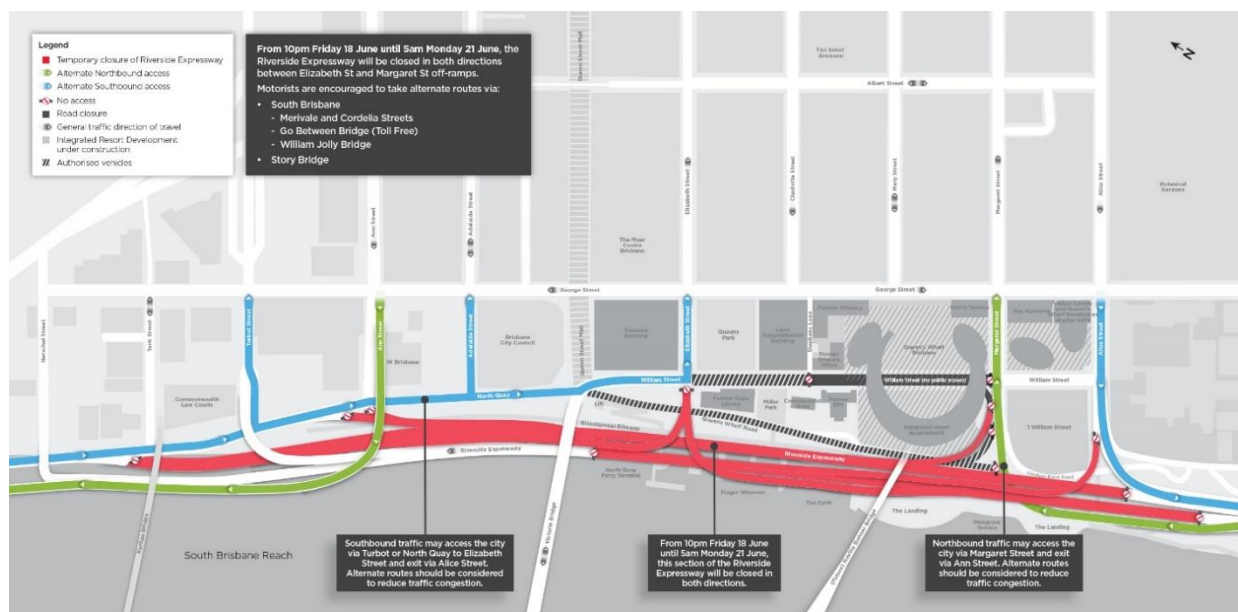 Legend
Temporary closure of Riverside Expressway
Alternate Northbound access
Alternate Southbound access
No access
Road closure
General traffic direction of travel
Integrated Resort Development
under construction
Authorised vehicles
From 10pm Friday 18 June until 5am Monday 21 June, the
Riverside Expressway will be closed in both directions
between Elizabeth St and Margaret St off-ramps.
Motorists are encouraged to take alternate routes via:
• South Brisbane
- Merivale and Cordelia Streets
- Go Between Bridge (Toll Free)
- William Jolly Bridge
• Story Bridge
N
Queen Street Mall
Albert Street
Botanical
Gardens
Ann Street
Adelaide Street
Elizabeth Street
Charlotte Street
Mary Street
Margaret Street
Alice Street
The Myer
Centre
Brisbane
George Street
George Street
Herschel Street
Tank Street
Turbot Street
Ann Street
Adelaide Street
Queen Street Mall
Elizabeth Street
Margaret Street
Alice Street
W Brisbane
Brisbane
City Council
Treasury
Building
Queens
Park
Land
Administration
Building
Stephens Lane
Queen's Wharf
Brisbane
Commonwealth
Law Courts
North Quay
William Street
William Street (no public access)
William Street
Lift
Former State
Library
Miller
Park
1 William Street
Integrated resort
development
Bicentennial Bikeway
Queens Wharf Road
Riverside Expressway
Riverside Expressway
North Quay
Ferry Terminal
Victoria Bridge
The Landing
The Landing
South Brisbane Reach
Southbound traffic may access the city
via Turbot or North Quay to Elizabeth
Street and exit via Alice Street.
Alternate routes should be considered
to reduce traffic congestion.
From 10pm Friday 18 June
until 5am Monday 21 June,
this section of the Riverside
Expressway will be closed in
both directions.
Northbound traffic may access the
city via Margaret Street and exit
via Ann Street. Alternate routes
should be considered to reduce
traffic congestion.